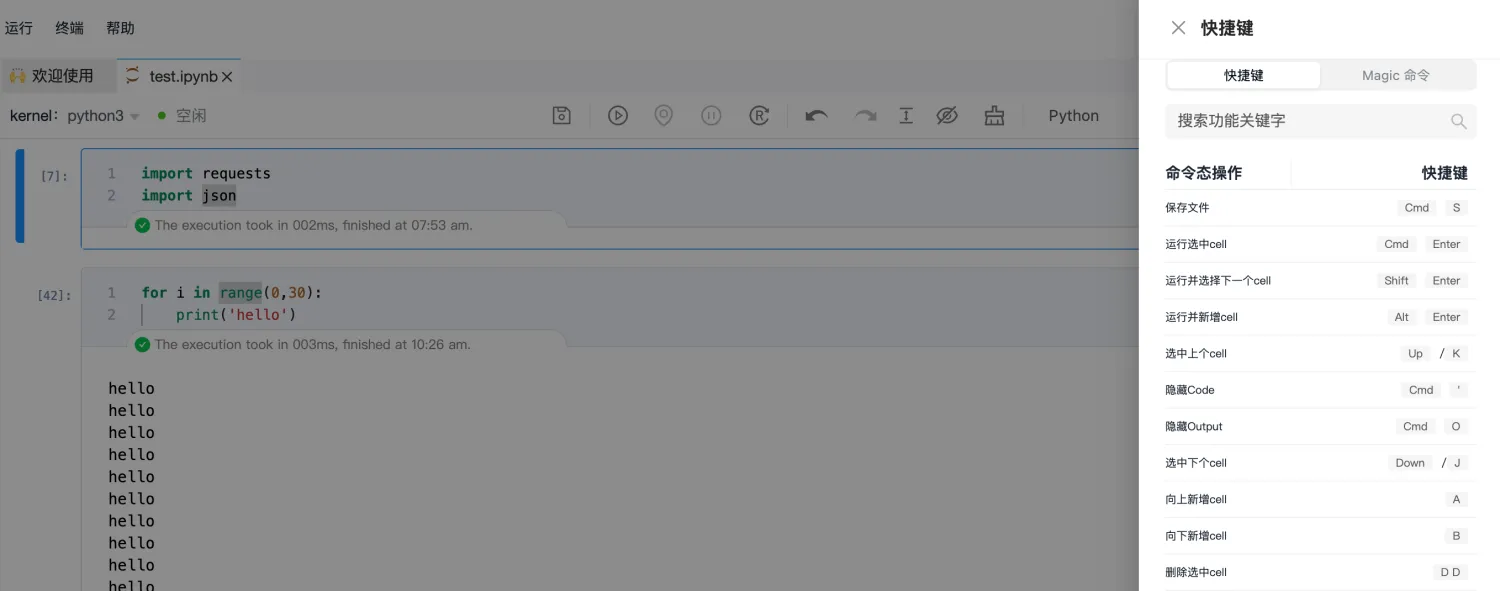 运行 终端 帮助
欢迎使用 test.ipynb
kernel: python3 空闲 Python
[7]:
1 import requests
2 import json
The execution took in 002ms, finished at 07:53 am.
[42]:
1 for i in range(0,30):
2 print('hello')
The execution took in 003ms, finished at 10:26 am.
hello
hello
hello
hello
hello
hello
hello
hello
hello
hello
快捷键
快捷键 Magic 命令
搜索功能关键字
命令态操作 快捷键
保存文件 Cmd S
运行选中cell Cmd Enter
运行并选择下一个cell Shift Enter
运行并新增cell Alt Enter
选中上个cell Up / K
隐藏Code Cmd '
隐藏Output Cmd O
选中下个cell Down / J
向上新增cell A
向下新增cell B
删除选中cell D D